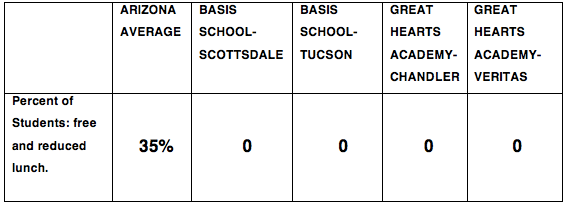 ARIZONA AVERAGE
BASIS SCHOOL-SCOTTSDALE
BASIS SCHOOL-TUCSON
GREAT HEARTS ACADEMY-CHANDLER
GREAT HEARTS ACADEMY-VERITAS
Percent of
Students: free
and reduced
lunch.
35%
0
0
0
0